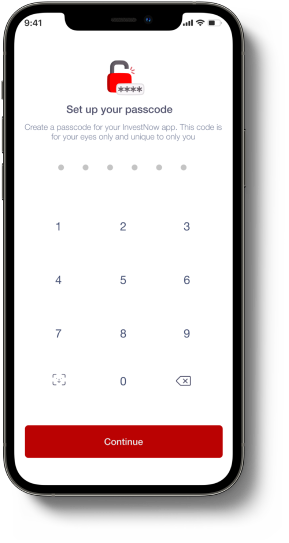 9:41
****
Set up your passcode
Create a passcode for your InvestNow app. This code is
for your eyes only and unique to only you
1 2 3
4 5 6
7 8 9
0
Continue